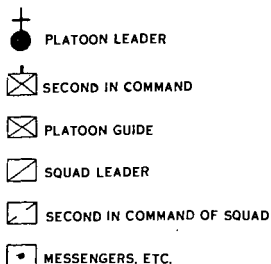 PLATOON LEADER
SECOND IN COMMAND
PLATOON GUIDE
SQUAD LEADER
SECOND IN COMMAND OF SQUAD
MESSENGERS, ETC.